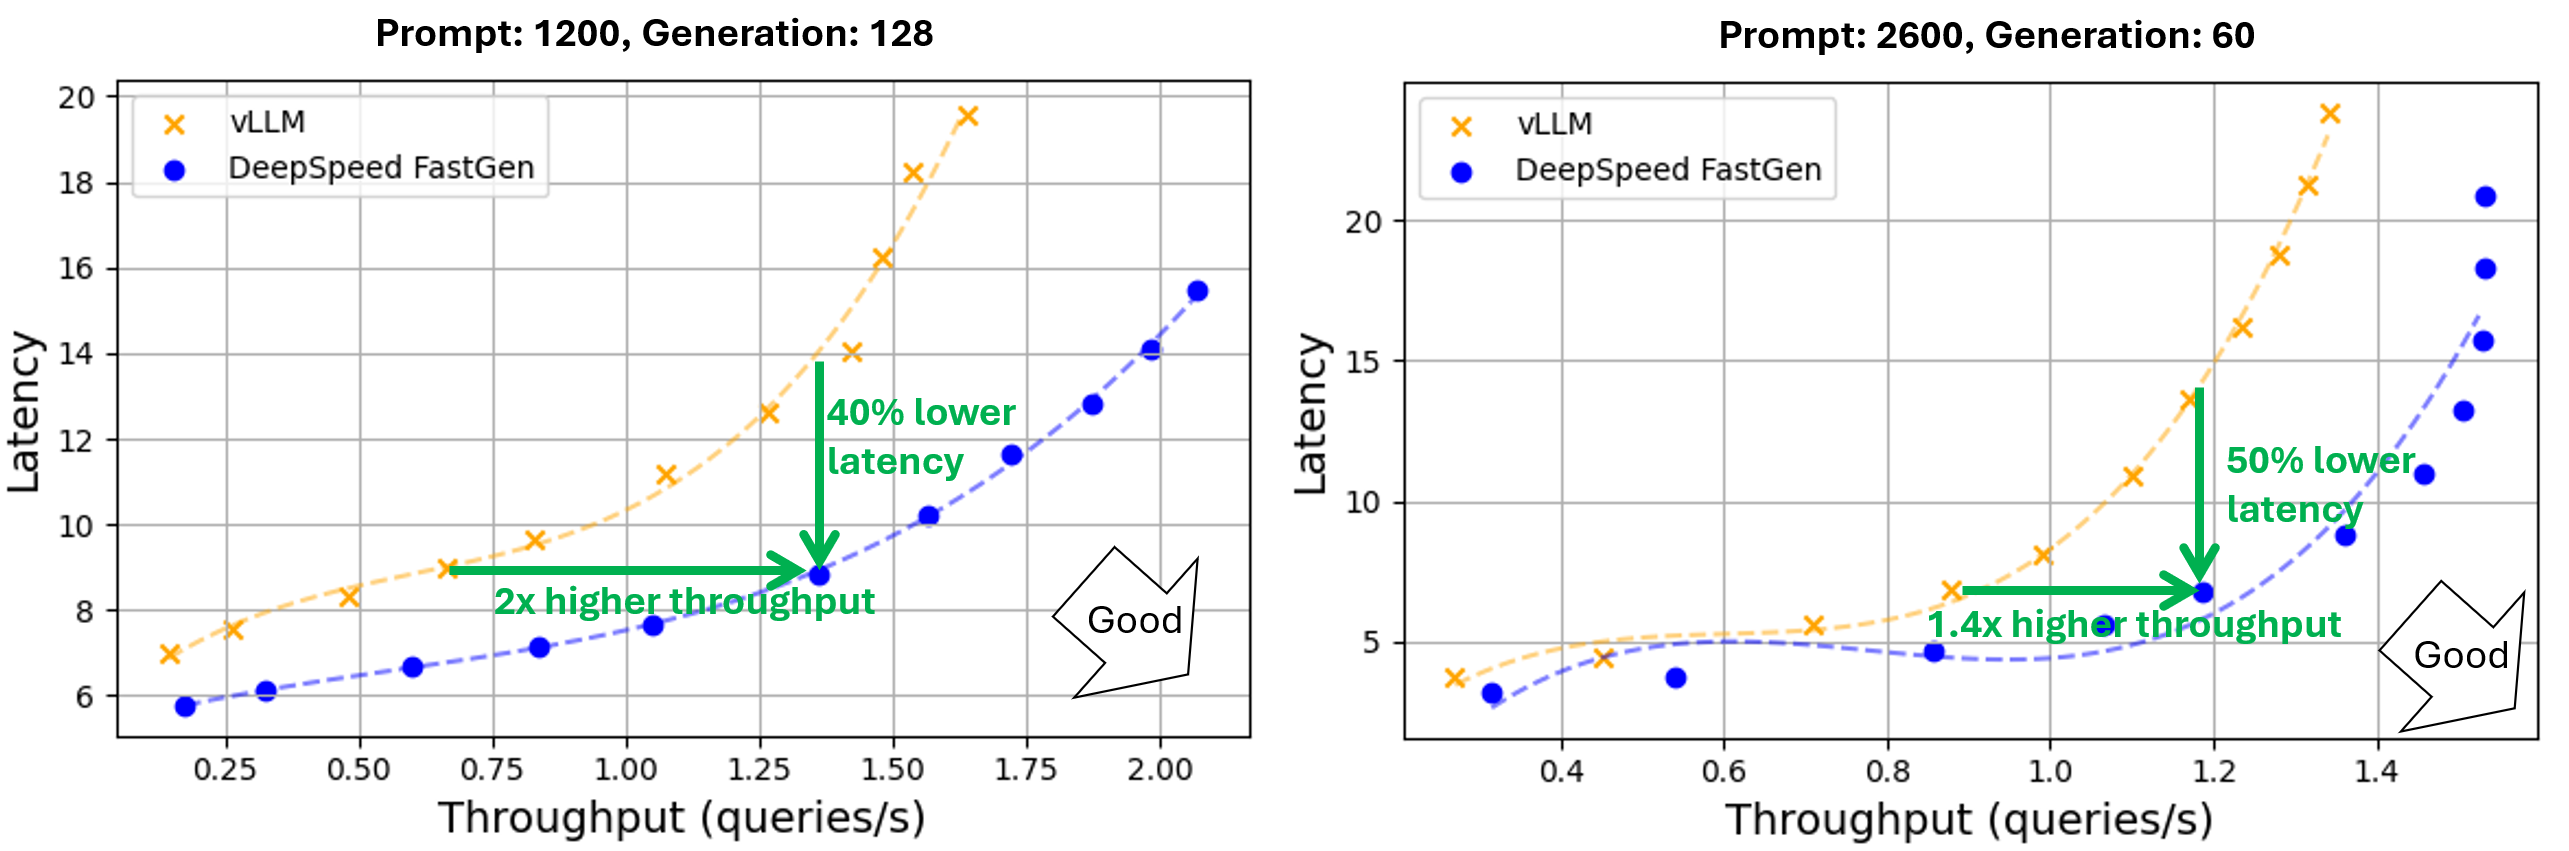 Prompt: 1200, Generation: 128
20
18
16
14
12
10
8
6
Latency
vLLM
DeepSpeed FastGen
40% lower
latency
2x higher throughput
Good
0.25 0.50 0.75 1.00 1.25 1.50 1.75 2.00
Throughput (queries/s)
Prompt: 2600, Generation: 60
20
15
10
5
Latency
vLLM
DeepSpeed FastGen
50% lower
latency
1.4x higher throughput
Good
0.4 0.6 0.8 1.0 1.2 1.4
Throughput (queries/s)